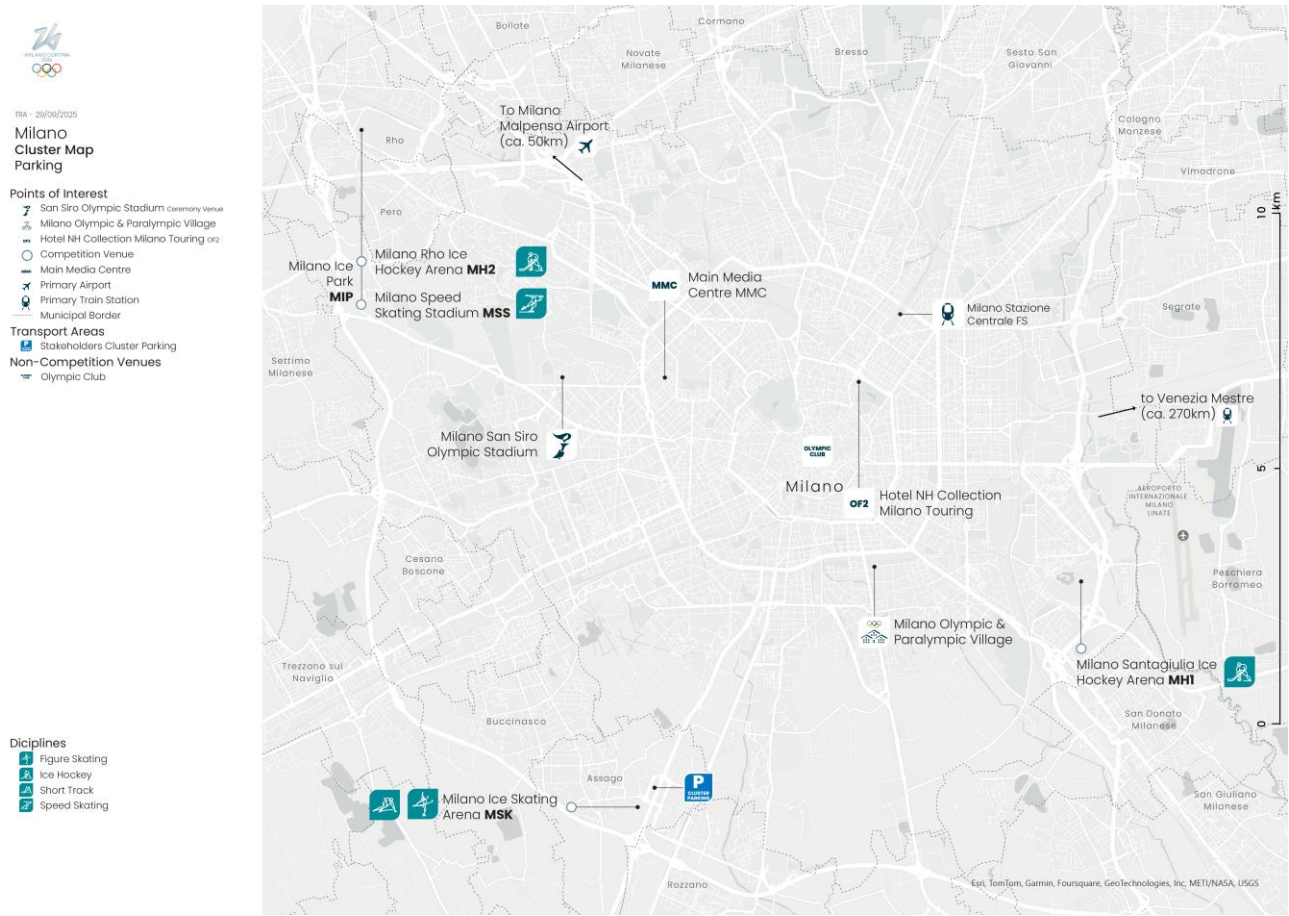 MILANO CORTINA
2026
TRA - 29/09/2025
Milano
Cluster Map
Parking
Points of Interest
San Siro Olympic Stadium Ceremony Venue
Milano Olympic & Paralympic Village
OF2 Hotel NH Collection Milano Touring OF2
Competition Venue
MMC Main Media Centre
Primary Airport
Primary Train Station
Municipal Border
Transport Areas
P Stakeholders Cluster Parking
Non-Competition Venues
OLYMPIC CLUB Olympic Club
Diciplines
Figure Skating
Ice Hockey
Short Track
Speed Skating
Bollate
Cormano
Novate
Milanese
Bresso
Sesto San
Giovanni
To Milano
Malpensa Airport
(ca. 50km)
Rho
Cologno
Monzese
Vimodrone
Pero
10 km
Milano Ice
Park
MIP
Milano Rho Ice
Hockey Arena MH2
Milano Speed
Skating Stadium MSS
MMC
Main Media
Centre MMC
Milano Stazione
Centrale FS
Segrate
Settimo
Milanese
to Venezia Mestre
(ca. 270km)
Milano San Siro
Olympic Stadium
OLYMPIC
CLUB
5
Milano
OF2
Hotel NH Collection
Milano Touring
AEROPORTO
INTERNAZIONALE
MILANO
LINATE
Cesano
Boscone
Peschiera
Borromeo
Milano Olympic &
Paralympic Village
Trezzano sul
Naviglio
Milano Santagiulia Ice
Hockey Arena MH1
Buccinasco
San Donato
Milanese
0
Assago
P
CLUSTER
PARKING
Milano Ice Skating
Arena MSK
San Giuliano
Milanese
Rozzano
Esri, TomTom, Garmin, Foursquare, GeoTechnologies, Inc, METI/NASA, USGS